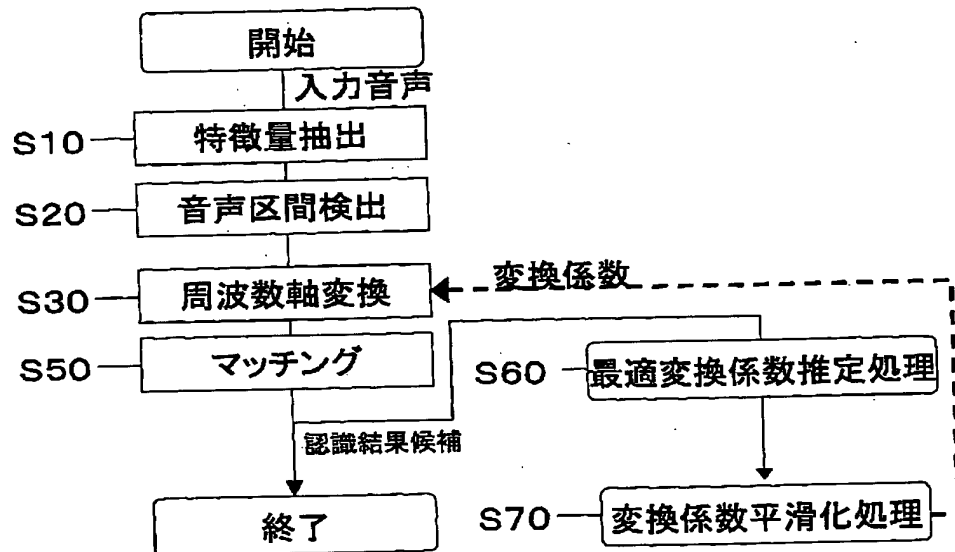 開始
入力音声
S10
特徴量抽出
S20
音声区間検出
S30
周波数軸変換
変換係数
S50
マッチング
S60
最適変換係数推定処理
認識結果候補
終了
S70
変換係数平滑化処理